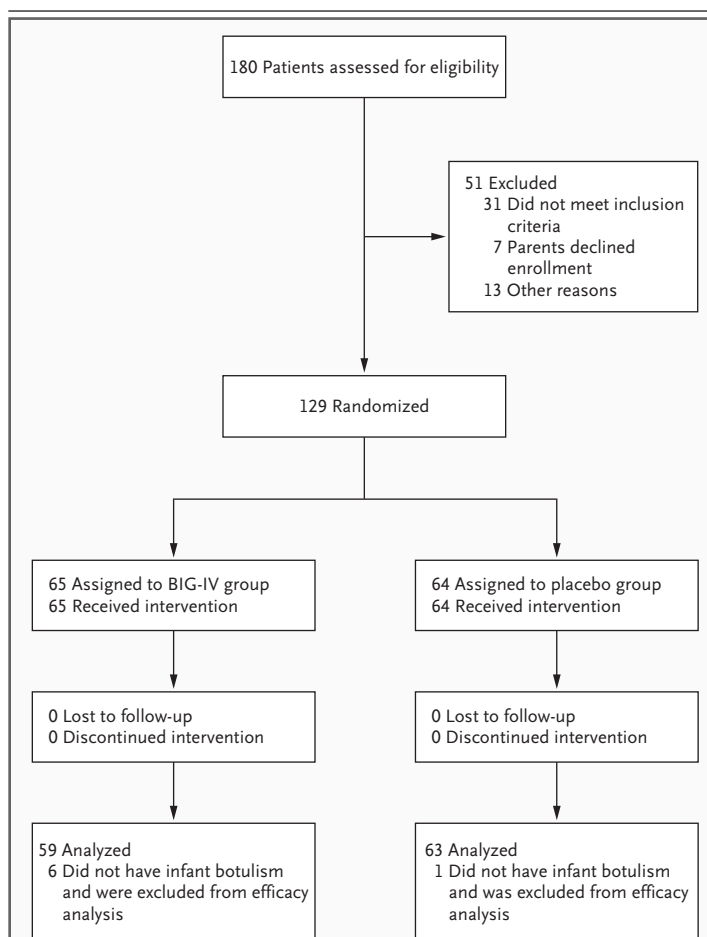 180 Patients assessed for eligibility
51 Excluded
31 Did not meet inclusion
criteria
7 Parents declined
enrollment
13 Other reasons
129 Randomized
65 Assigned to BIG-IV group
65 Received intervention
64 Assigned to placebo group
64 Received intervention
0 Lost to follow-up
0 Discontinued intervention
0 Lost to follow-up
0 Discontinued intervention
59 Analyzed
6 Did not have infant botulism
and were excluded from efficacy
analysis
63 Analyzed
1 Did not have infant botulism
and was excluded from efficacy
analysis